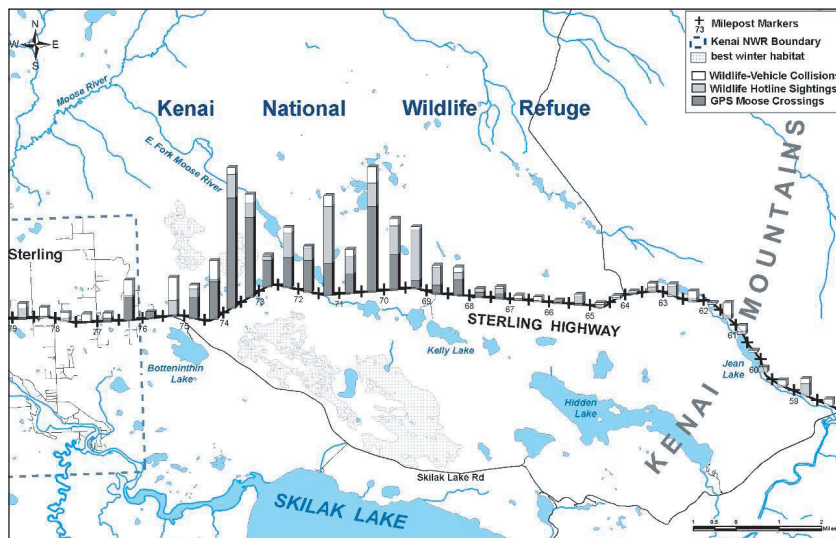 N
W E
S
Milepost Markers
73
Kenai NWR Boundary
best winter habitat
Wildlife-Vehicle Collisions
Wildlife Hotline Sightings
GPS Moose Crossings
Moose River
Kenai National Wildlife Refuge
E. Fork Moose River
Sterling
MOUNTAINS
KENAI
79 78 77 76 75 74 73 72 71 70 69 68 67 66 65 64 63 62 61 60 59
STERLING HIGHWAY
Kelly Lake
Jean
Lake
Botteninthin
Lake
Hidden
Lake
Skilak Lake Rd
SKILAK LAKE
1 0.5 0 1 2
Miles